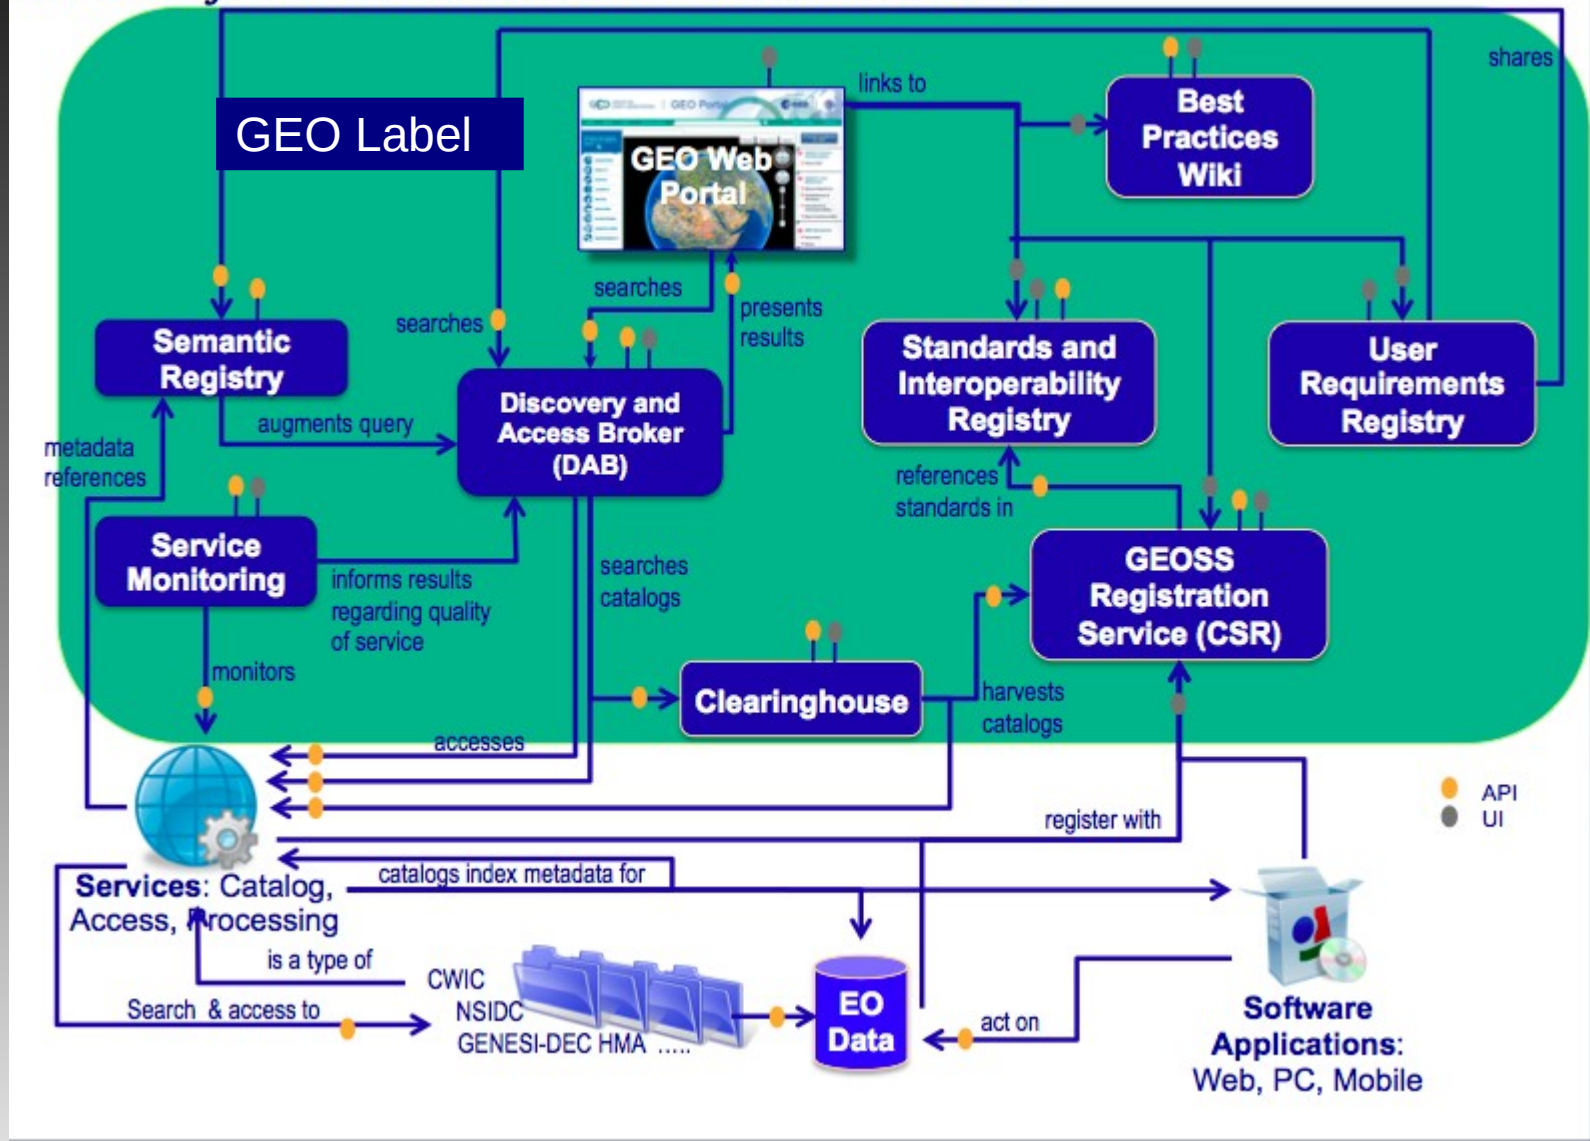 shares
links to
Best
Practices
Wiki
GEO Label
GEO Portal
GEO Web
Portal
searches
presents
results
searches
Semantic
Registry
Standards and
Interoperability
Registry
User
Requirements
Registry
Discovery and
Access Broker
(DAB)
augments query
metadata
references
references
standards in
Service
Monitoring
informs results
regarding quality
of service
searches
catalogs
GEOSS
Registration
Service (CSR)
monitors
Clearinghouse
harvests
catalogs
accesses
API
UI
register with
catalogs index metadata for
Services: Catalog,
Access, Processing
is a type of
CWIC
NSIDC
GENESI-DEC HMA .....
Search & access to
EO
Data
act on
Software
Applications:
Web, PC, Mobile